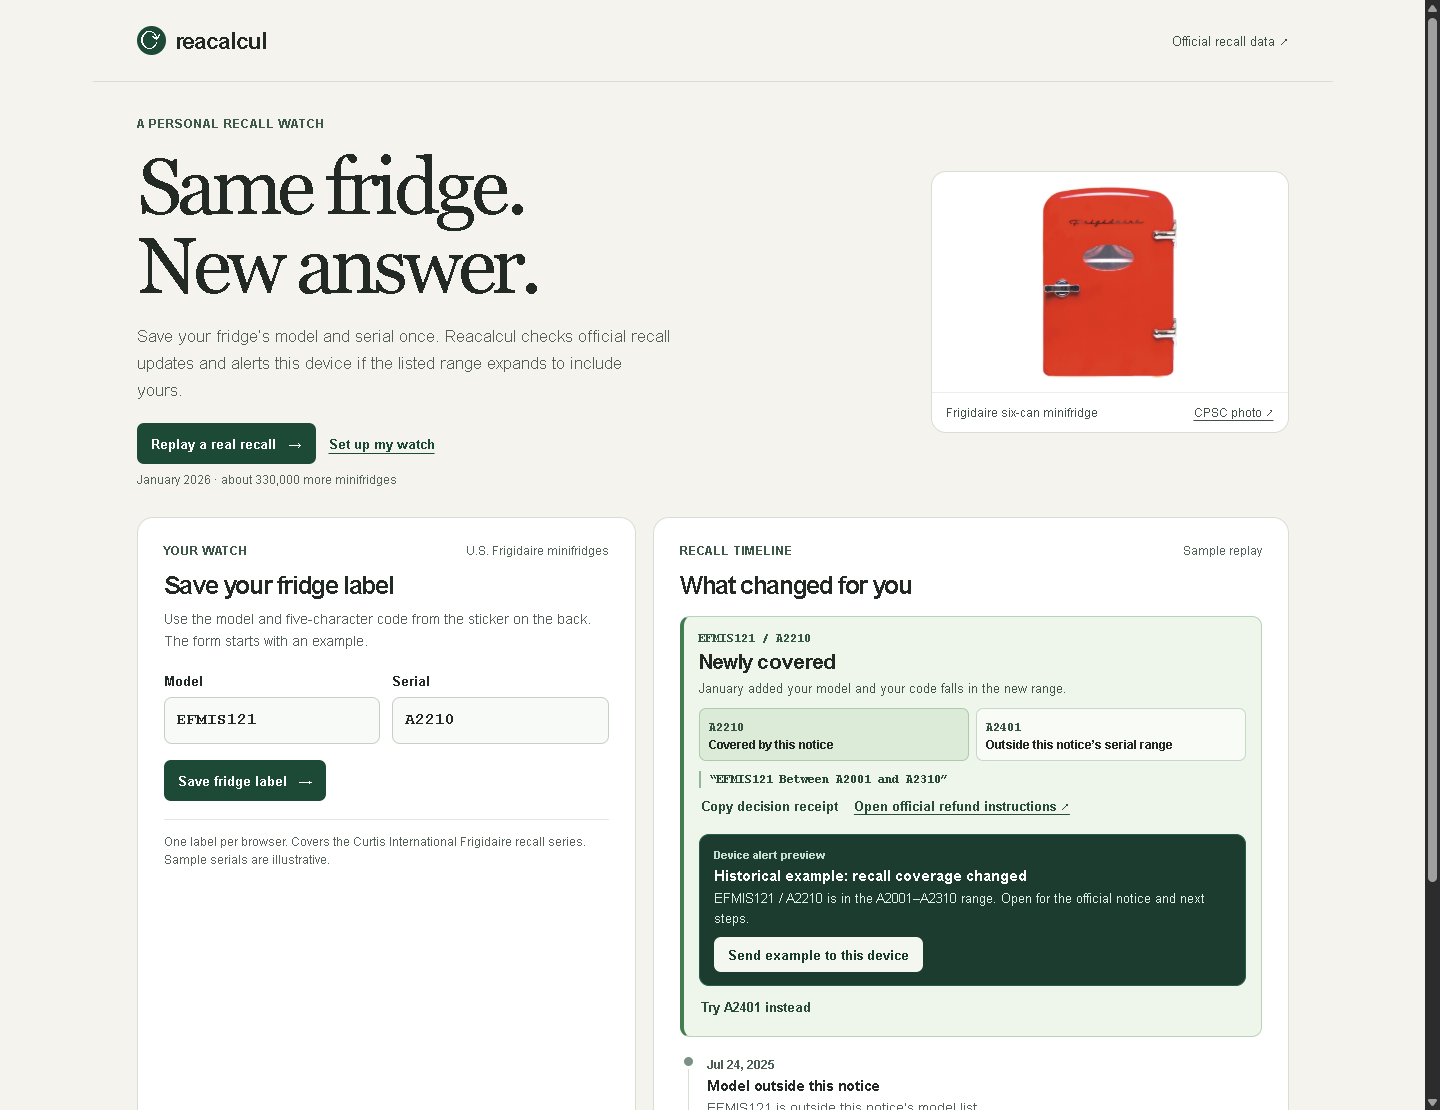 reacalcul
Official recall data ↗
A PERSONAL RECALL WATCH
Same fridge.
New answer.
Save your fridge's model and serial once. Reacalcul checks official recall
updates and alerts this device if the listed range expands to include
yours.
Replay a real recall →
Set up my watch
January 2026 · about 330,000 more minifridges
Frigidaire
Frigidaire six-can minifridge
CPSC photo ↗
YOUR WATCH
U.S. Frigidaire minifridges
Save your fridge label
Use the model and five-character code from the sticker on the back.
The form starts with an example.
Model
Serial
EFMIS121
A2210
Save fridge label →
One label per browser. Covers the Curtis International Frigidaire recall series.
Sample serials are illustrative.
RECALL TIMELINE
Sample replay
What changed for you
EFMIS121 / A2210
Newly covered
January added your model and your code falls in the new range.
A2210
Covered by this notice
A2401
Outside this notice's serial range
“EFMIS121 Between A2001 and A2310”
Copy decision receipt
Open official refund instructions ↗
Device alert preview
Historical example: recall coverage changed
EFMIS121 / A2210 is in the A2001–A2310 range. Open for the official notice and next
steps.
Send example to this device
Try A2401 instead
Jul 24, 2025
Model outside this notice
EFMIS121 is outside this notice's model list